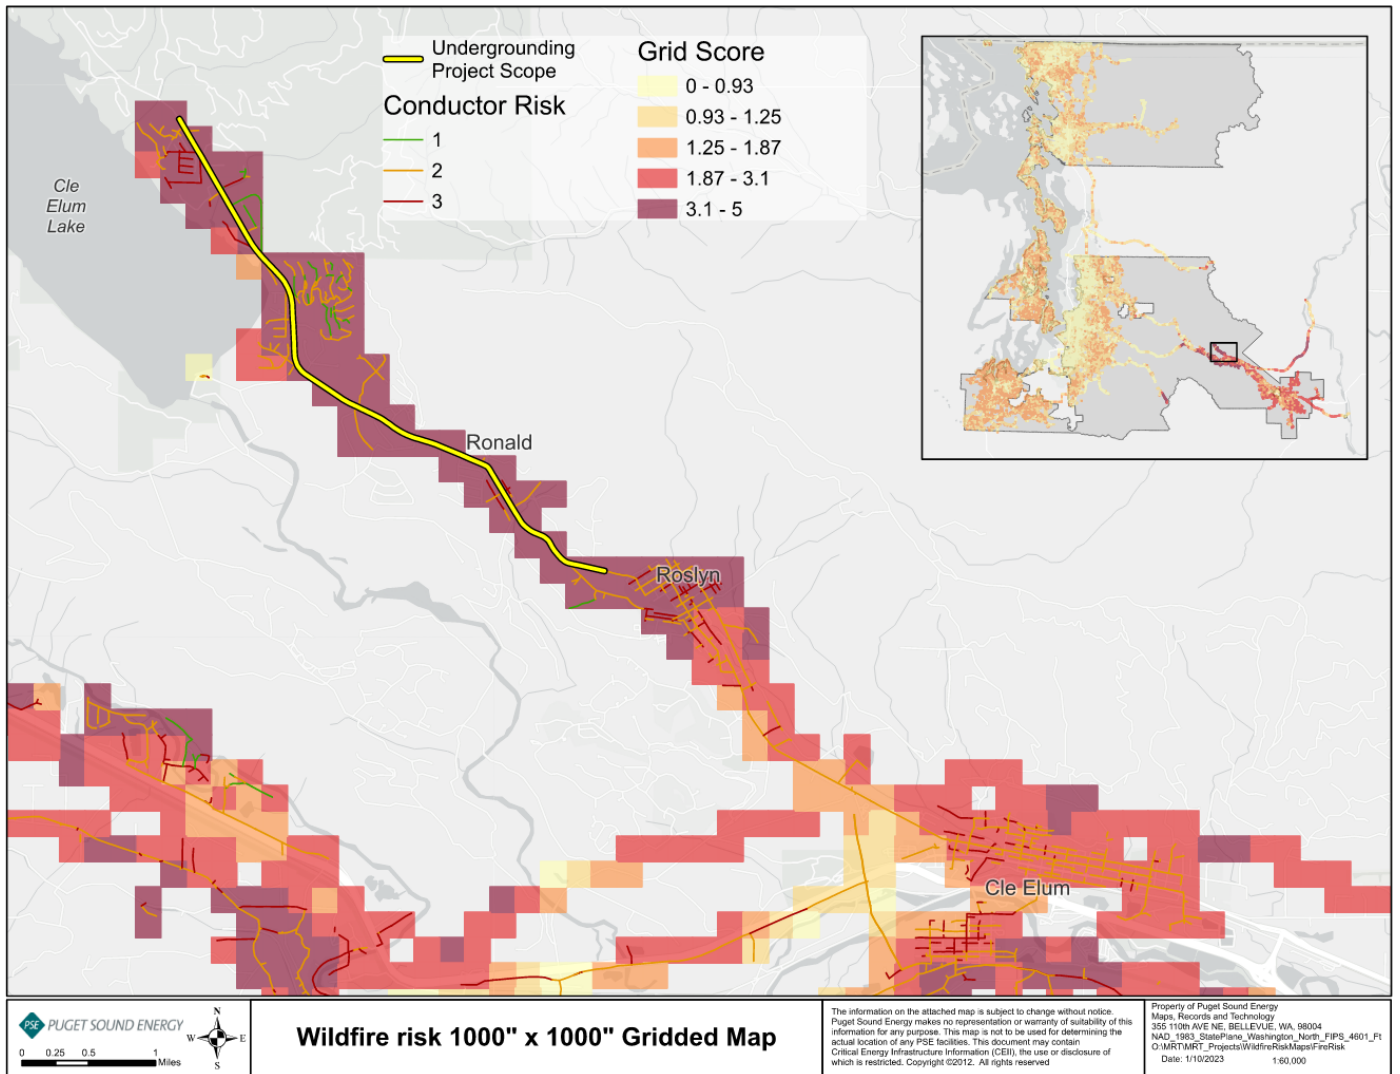 Undergrounding
Project Scope
Conductor Risk
1
2
3
Grid Score
0 - 0.93
0.93 - 1.25
1.25 - 1.87
1.87 - 3.1
3.1 - 5
Cle
Elum
Lake
Ronald
Roslyn
Cle Elum
PSE PUGET SOUND ENERGY
0 0.25 0.5 1
Miles
N
W E
S
Wildfire risk 1000" x 1000" Gridded Map
The information on the attached map is subject to change without notice.
Puget Sound Energy makes no representation or warranty of suitability of this
information for any purpose. This map is not to be used for determining the
actual location of any PSE facilities. This document may contain
Critical Energy Infrastructure Information (CEII), the use or disclosure of
which is restricted. Copyright ©2012. All rights reserved
Property of Puget Sound Energy
Maps, Records and Technology
355 110th AVE NE, BELLEVUE, WA, 98004
NAD_1983_StatePlane_Washington_North_FIPS_4601_Ft
O:\MRT\MRT_Projects\WildfireRiskMaps\FireRisk
Date: 1/10/2023 1:60,000